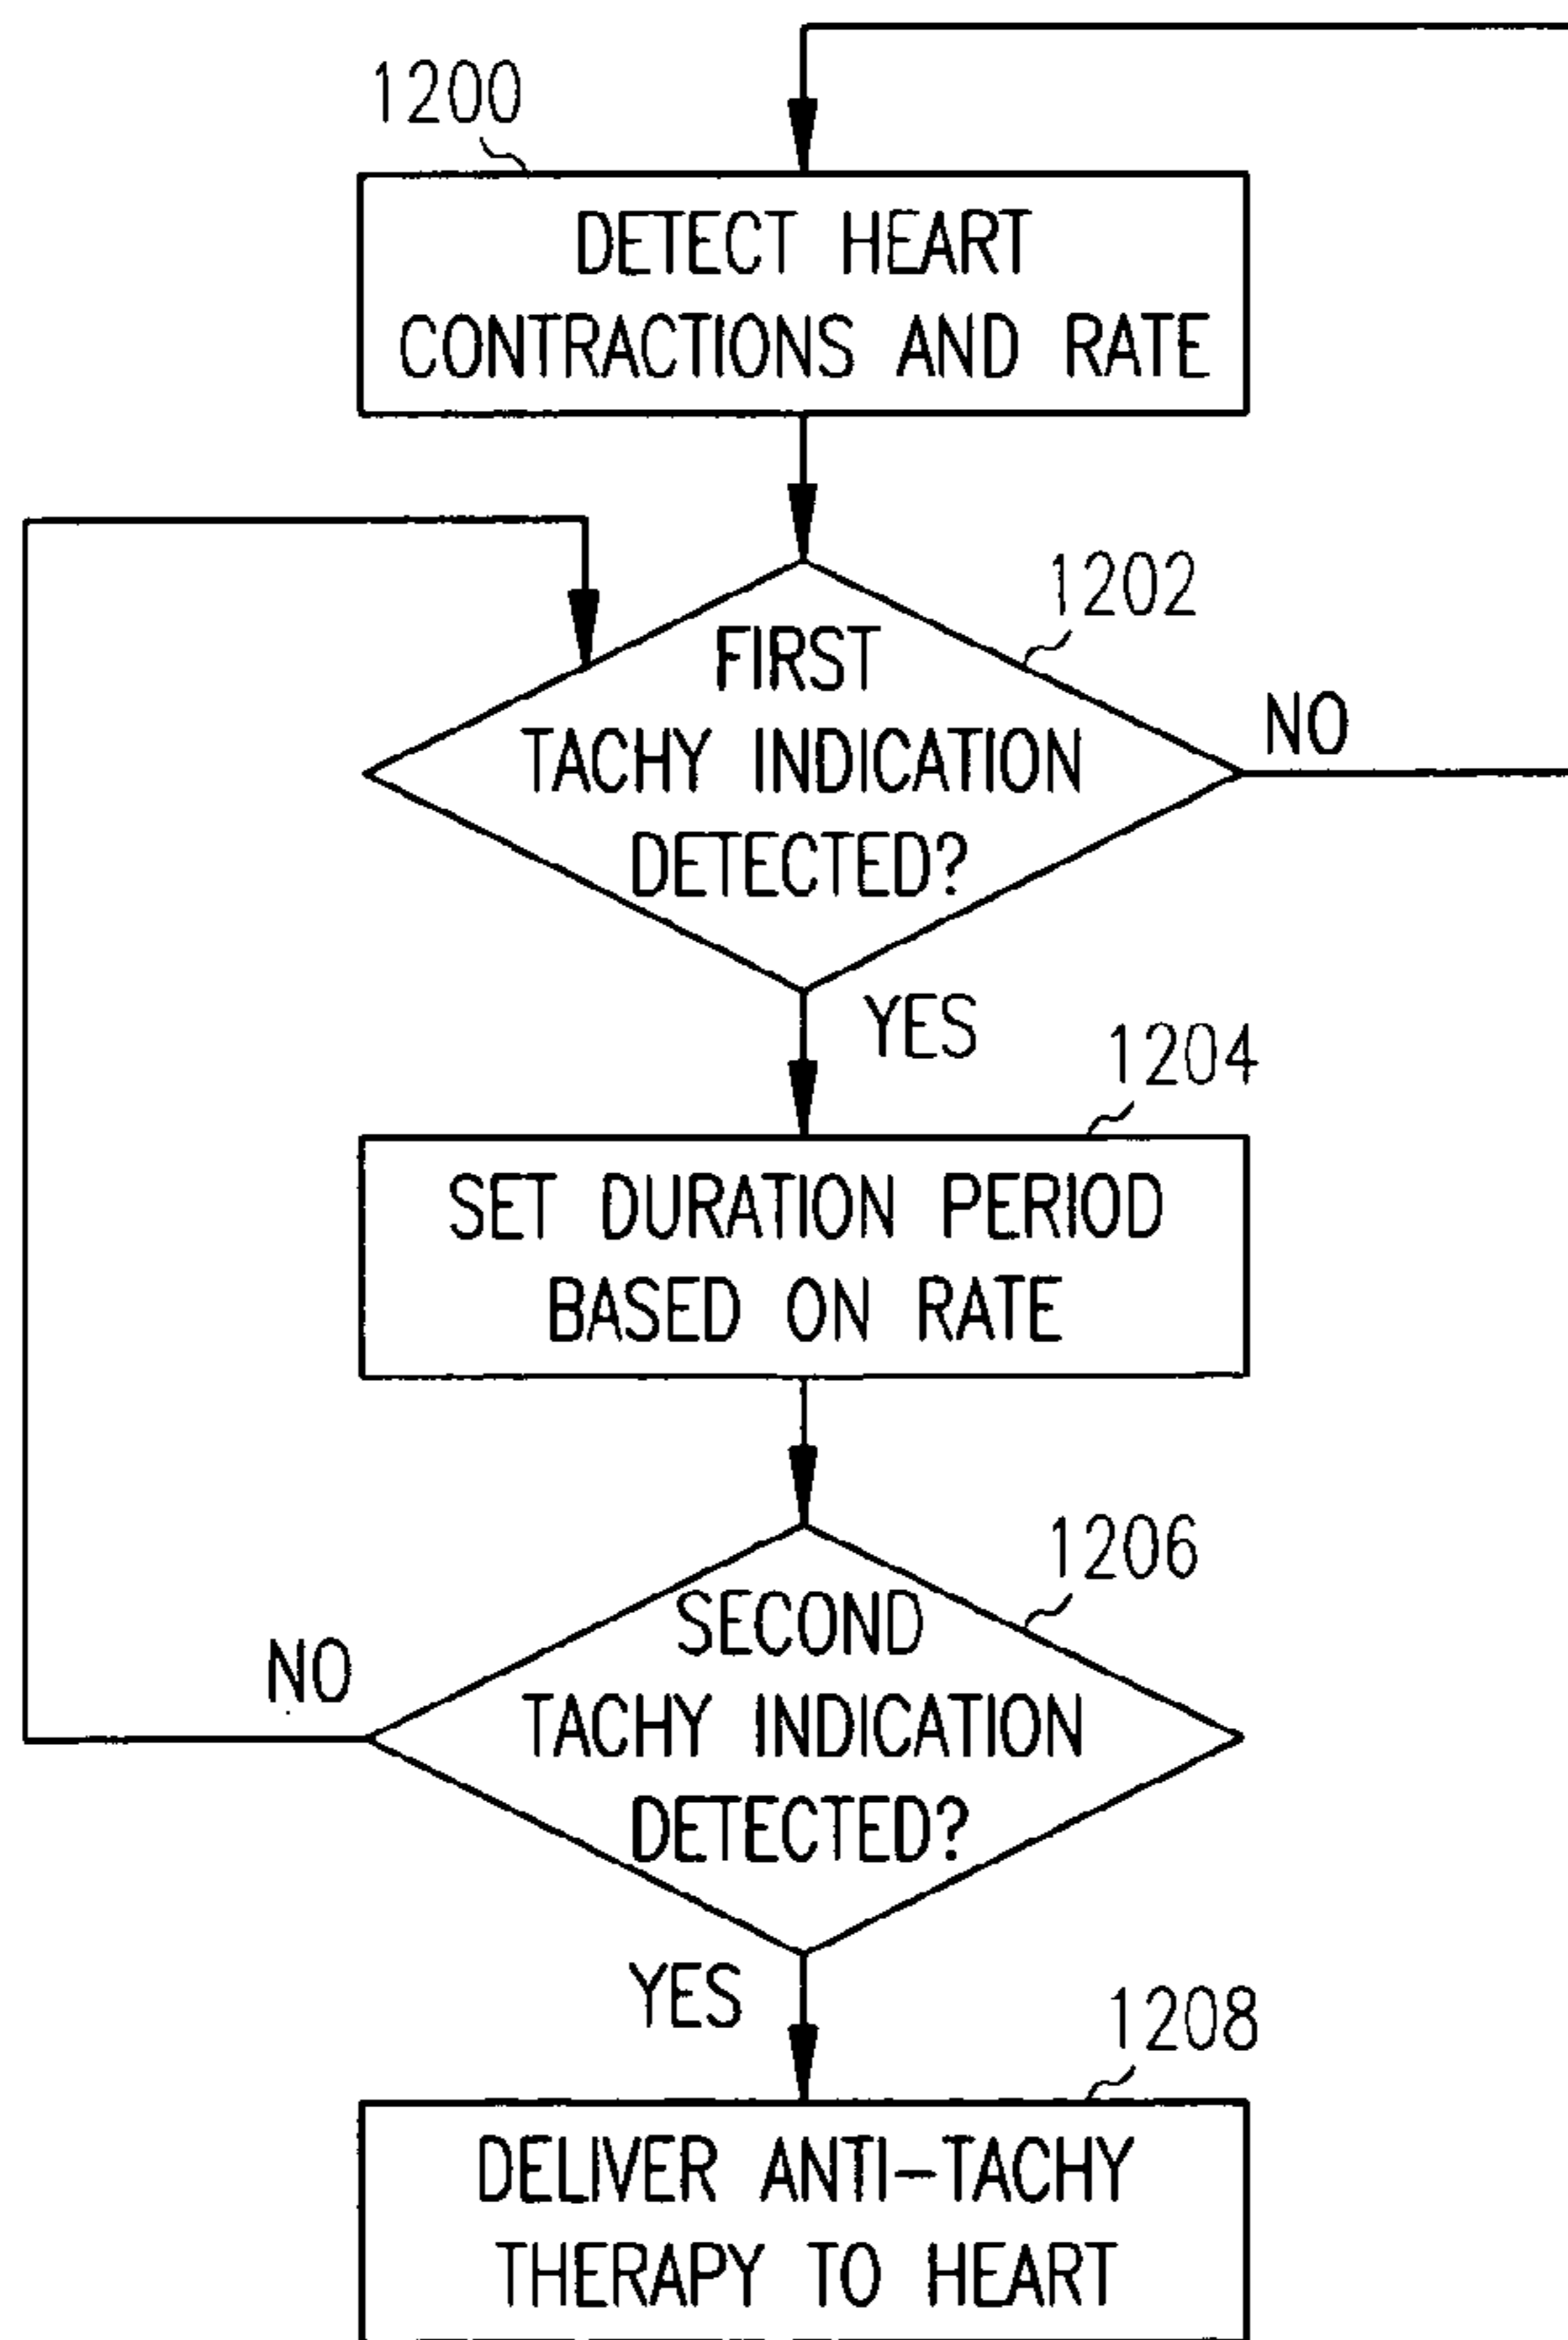 1200
DETECT HEART
CONTRACTIONS AND RATE
1202
FIRST
TACHY INDICATION
DETECTED?
NO
YES
1204
SET DURATION PERIOD
BASED ON RATE
1206
SECOND
TACHY INDICATION
DETECTED?
NO
YES
1208
DELIVER ANTI-TACHY
THERAPY TO HEART